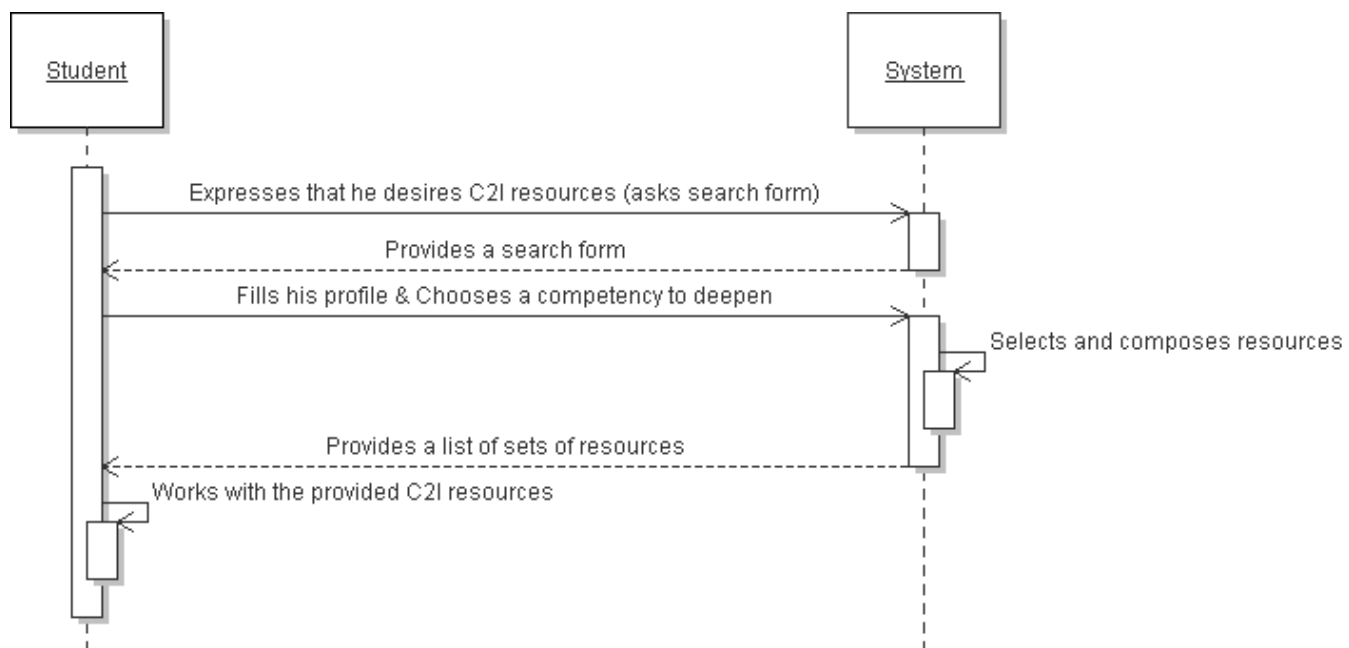 Student
System
Expresses that he desires C2I resources (asks search form)
Provides a search form
Fills his profile & Chooses a competency to deepen
Selects and composes resources
Provides a list of sets of resources
Works with the provided C2I resources